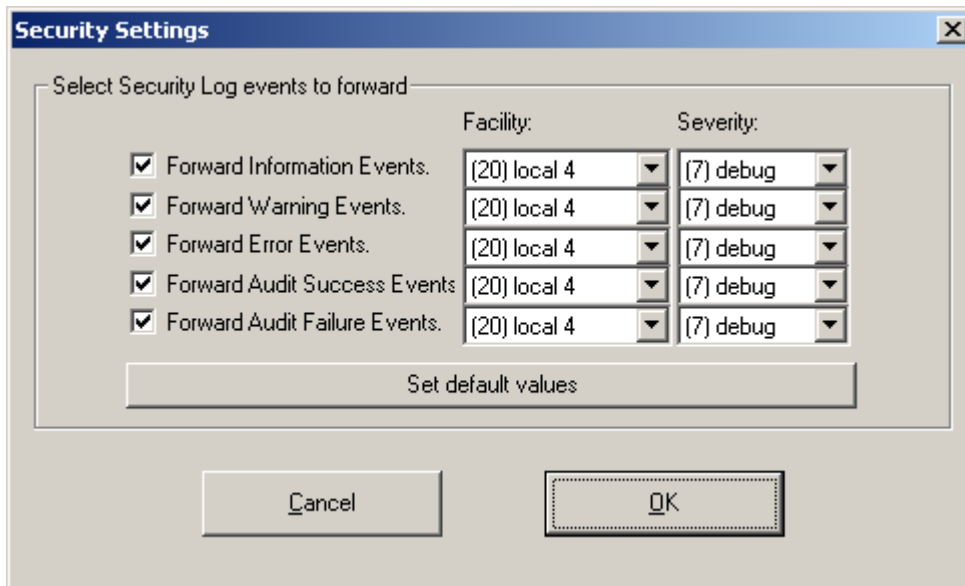 Security Settings
Select Security Log events to forward
Facility: Severity:
Forward Information Events. (20) local 4 (7) debug
Forward Warning Events. (20) local 4 (7) debug
Forward Error Events. (20) local 4 (7) debug
Forward Audit Success Events (20) local 4 (7) debug
Forward Audit Failure Events. (20) local 4 (7) debug
Set default values
Cancel OK